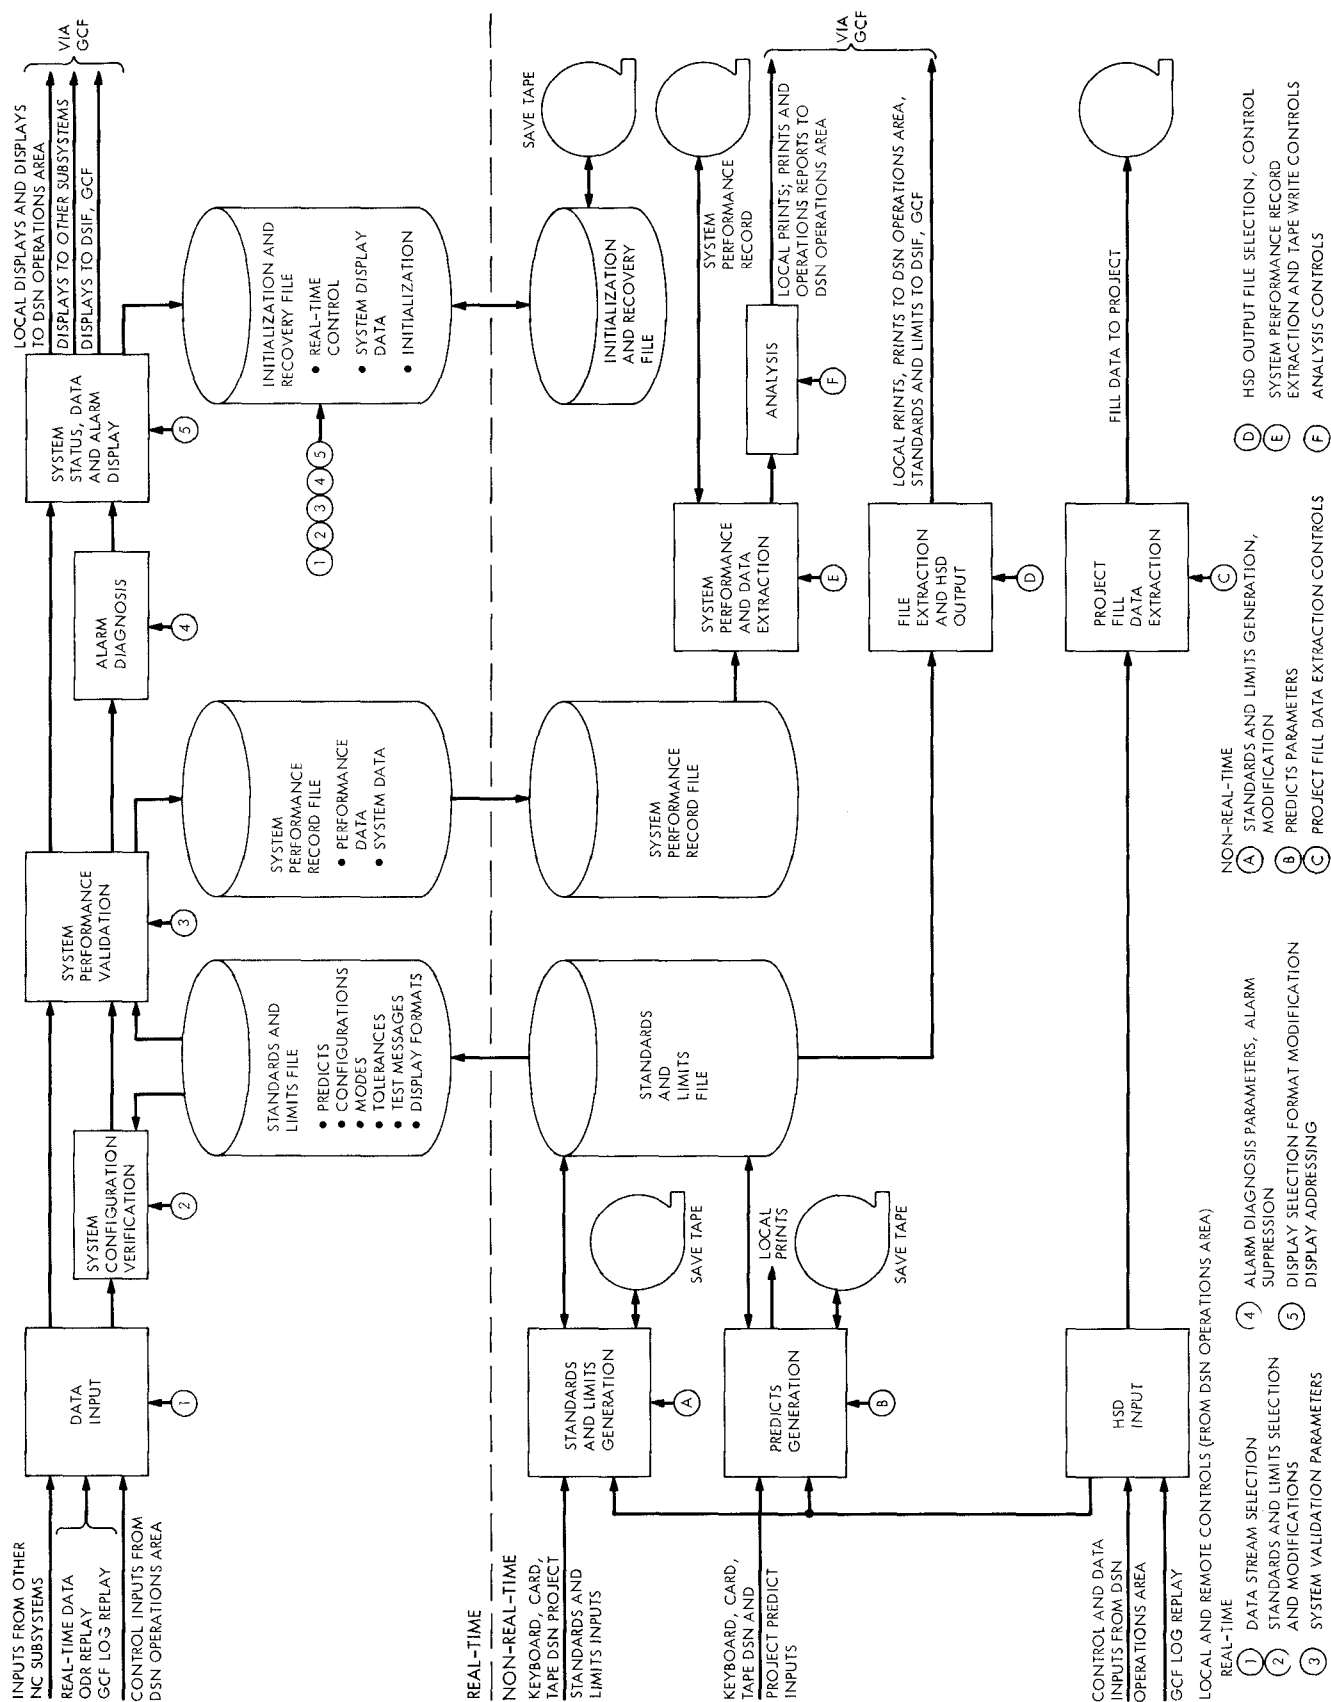 INPUTS FROM OTHER
NC SUBSYSTEMS
REAL-TIME DATA
ODR REPLAY
GCF LOG REPLAY
CONTROL INPUTS FROM
DSN OPERATIONS AREA
DATA
INPUT
1
SYSTEM
CONFIGURATION
VERIFICATION
2
SYSTEM
PERFORMANCE
VALIDATION
3
ALARM
DIAGNOSIS
4
SYSTEM
STATUS, DATA
AND ALARM
DISPLAY
5
LOCAL DISPLAYS AND DISPLAYS
TO DSN OPERATIONS AREA
DISPLAYS TO OTHER SUBSYSTEMS
DISPLAYS TO DSIF, GCF
VIA
GCF
STANDARDS AND
LIMITS FILE
• PREDICTS
• CONFIGURATIONS
• MODES
• TOLERANCES
• TEST MESSAGES
• DISPLAY FORMATS
SYSTEM
PERFORMANCE
RECORD FILE
• PERFORMANCE
DATA
• SYSTEM DATA
1 2 3 4 5
INITIALIZATION AND
RECOVERY FILE
• REAL-TIME
CONTROL
• SYSTEM DISPLAY
DATA
• INITIALIZATION
REAL-TIME
NON-REAL-TIME
KEYBOARD, CARD,
TAPE DSN PROJECT
STANDARDS AND
LIMITS INPUTS
STANDARDS
AND LIMITS
GENERATION
A
SAVE TAPE
STANDARDS
AND
LIMITS
FILE
SYSTEM
PERFORMANCE
RECORD FILE
INITIALIZATION
AND RECOVERY
FILE
SAVE TAPE
KEYBOARD, CARD,
TAPE DSN AND
PROJECT PREDICT
INPUTS
PREDICTS
GENERATION
B
LOCAL
PRINTS
SAVE TAPE
SYSTEM
PERFORMANCE
AND DATA
EXTRACTION
E
SYSTEM
PERFORMANCE
RECORD
ANALYSIS
F
LOCAL PRINTS; PRINTS AND
OPERATIONS REPORTS TO
DSN OPERATIONS AREA
VIA
GCF
FILE
EXTRACTION
AND HSD
OUTPUT
D
LOCAL PRINTS, PRINTS TO DSN OPERATIONS AREA,
STANDARDS AND LIMITS TO DSIF, GCF
CONTROL AND DATA
INPUTS FROM DSN
OPERATIONS AREA
GCF LOG REPLAY
HSD
INPUT
PROJECT
FILL
DATA
EXTRACTION
C
FILL DATA TO PROJECT
LOCAL AND REMOTE CONTROLS (FROM DSN OPERATIONS AREA)
REAL-TIME
1 DATA STREAM SELECTION
2 STANDARDS AND LIMITS SELECTION
AND MODIFICATIONS
3 SYSTEM VALIDATION PARAMETERS
4 ALARM DIAGNOSIS PARAMETERS, ALARM
SUPPRESSION
5 DISPLAY SELECTION FORMAT MODIFICATION
DISPLAY ADDRESSING
NON-REAL-TIME
A STANDARDS AND LIMITS GENERATION,
MODIFICATION
B PREDICTS PARAMETERS
C PROJECT FILL DATA EXTRACTION CONTROLS
D HSD OUTPUT FILE SELECTION, CONTROL
E SYSTEM PERFORMANCE RECORD
EXTRACTION AND TAPE WRITE CONTROLS
F ANALYSIS CONTROLS